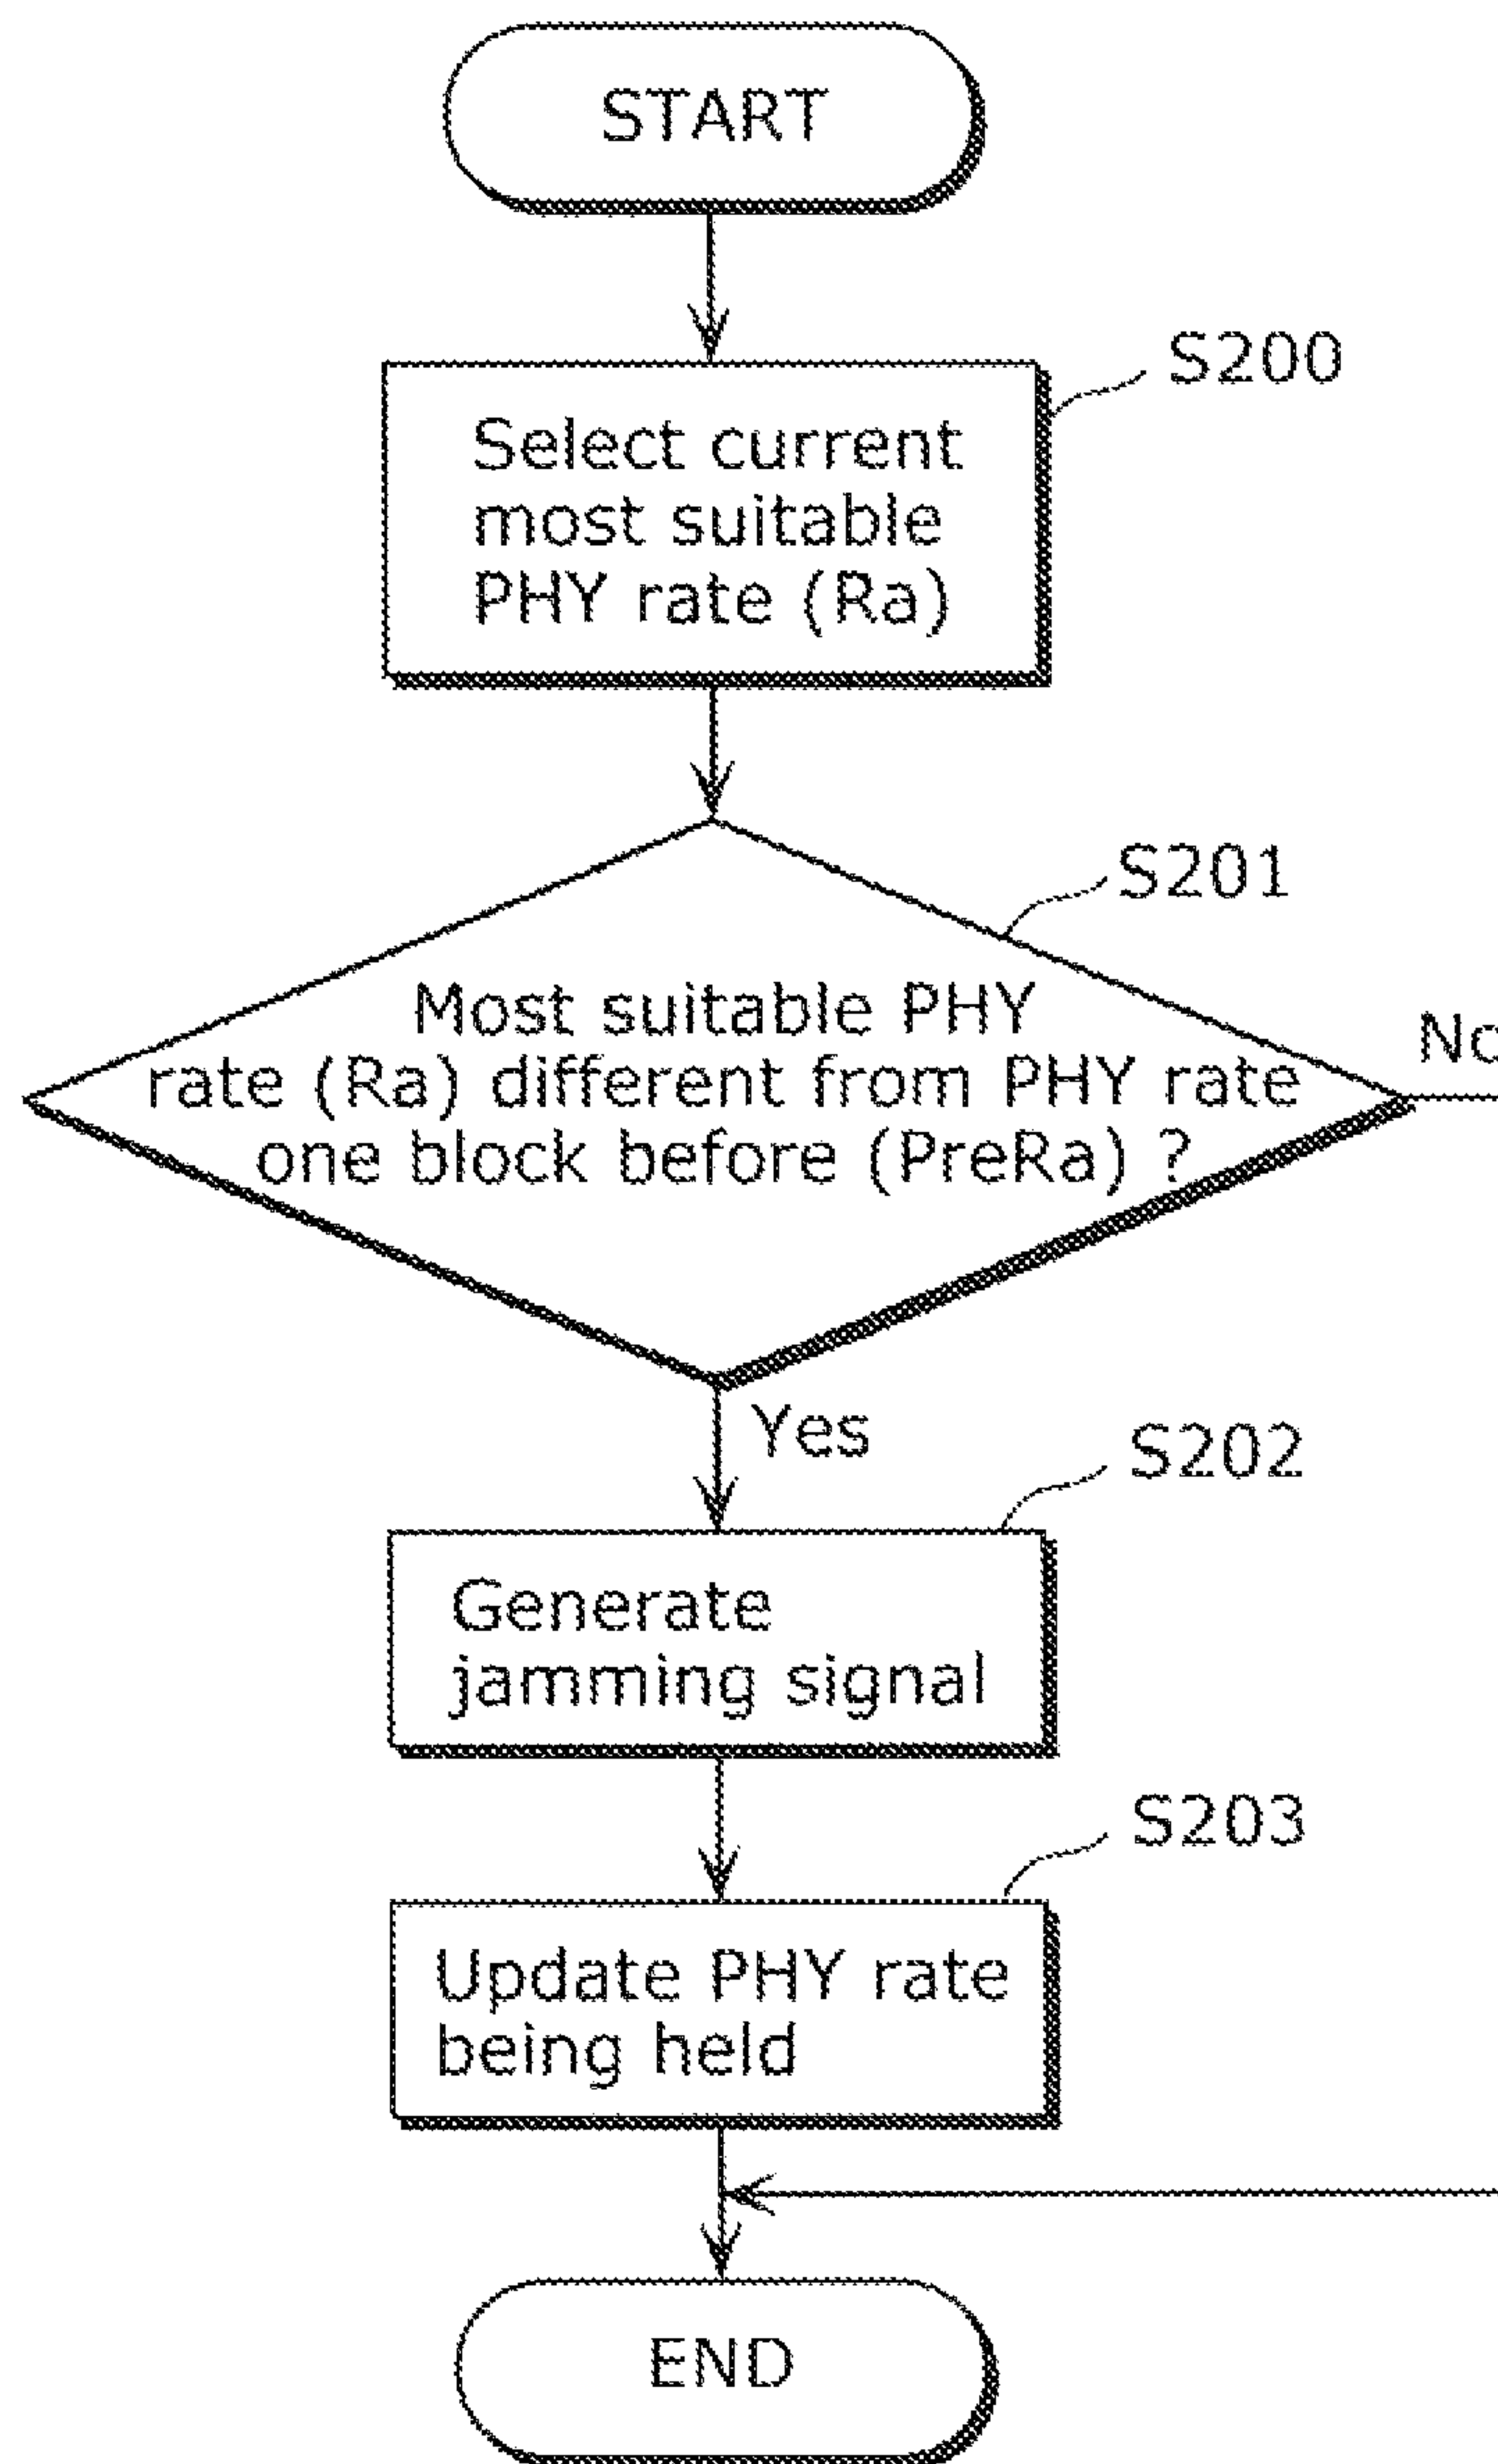 START
S200
Select current
most suitable
PHY rate (Ra)
S201
Most suitable PHY
rate (Ra) different from PHY rate
one block before (PreRa) ?
No
Yes
S202
Generate
jamming signal
S203
Update PHY rate
being held
END